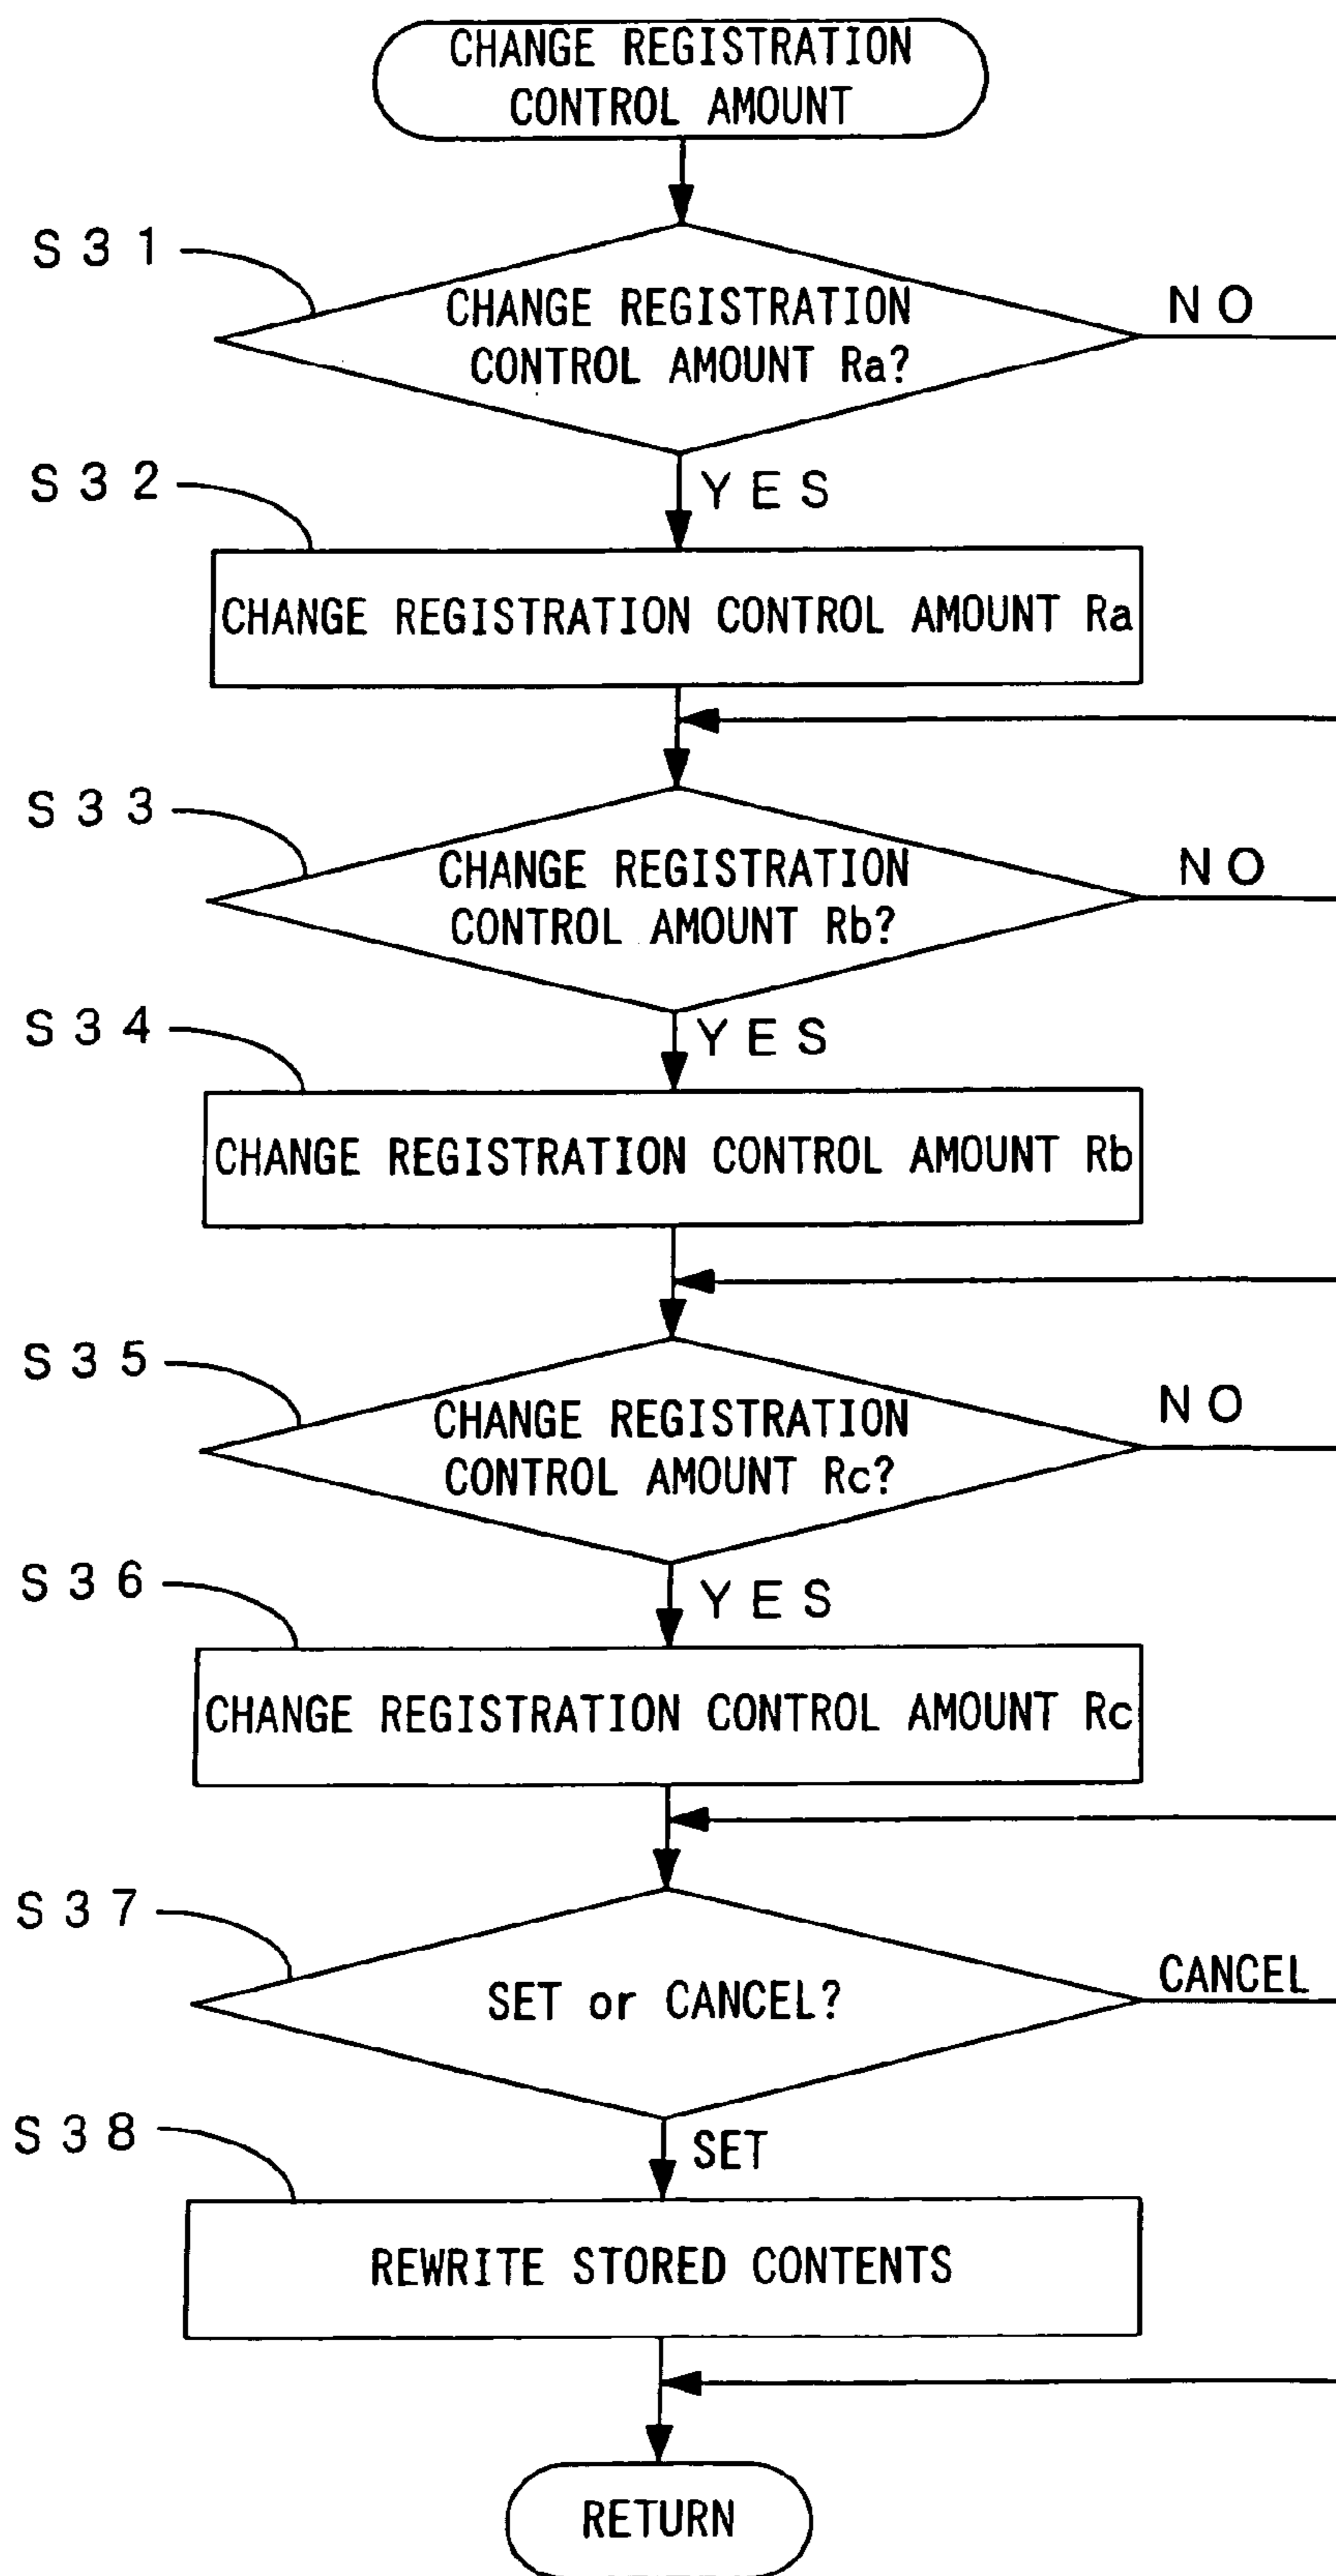 CHANGE REGISTRATION
CONTROL AMOUNT
S31
CHANGE REGISTRATION
CONTROL AMOUNT Ra?
NO
YES
S32
CHANGE REGISTRATION CONTROL AMOUNT Ra
S33
CHANGE REGISTRATION
CONTROL AMOUNT Rb?
NO
YES
S34
CHANGE REGISTRATION CONTROL AMOUNT Rb
S35
CHANGE REGISTRATION
CONTROL AMOUNT Rc?
NO
YES
S36
CHANGE REGISTRATION CONTROL AMOUNT Rc
S37
SET or CANCEL?
CANCEL
SET
S38
REWRITE STORED CONTENTS
RETURN